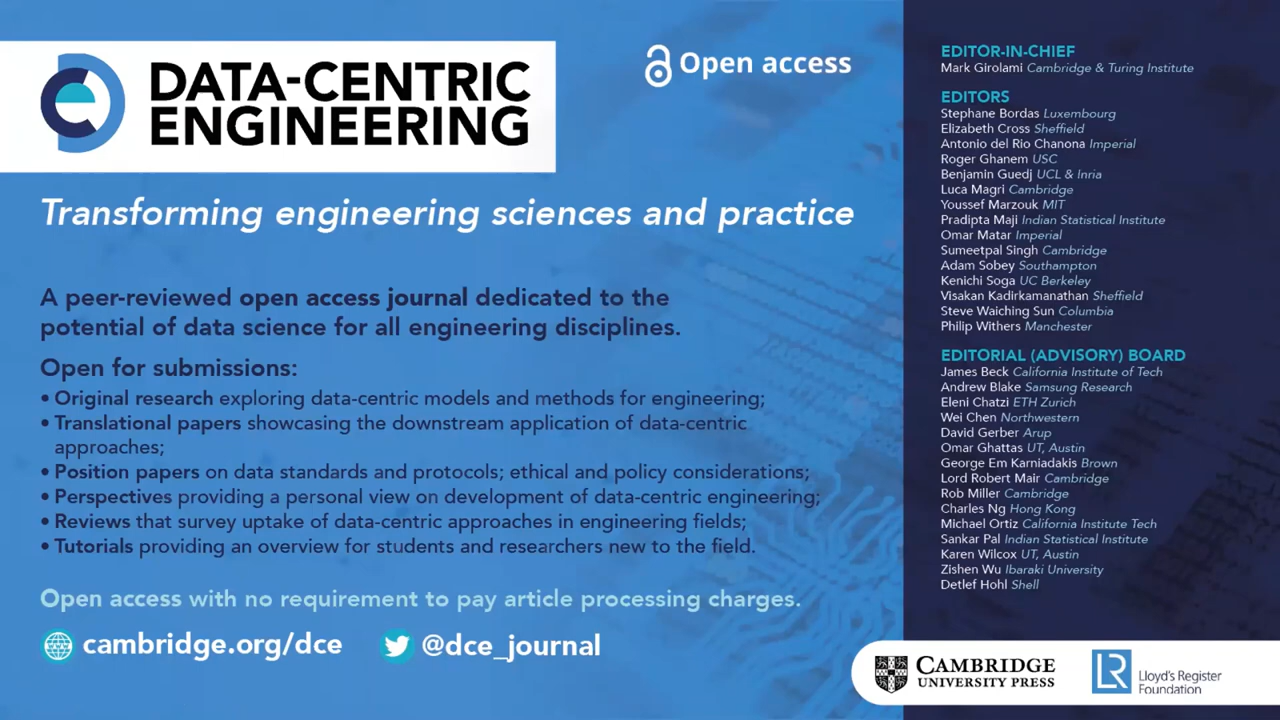 DATA-CENTRIC
ENGINEERING
Open access
Transforming engineering sciences and practice
A peer-reviewed open access journal dedicated to the
potential of data science for all engineering disciplines.
Open for submissions:
• Original research exploring data-centric models and methods for engineering;
• Translational papers showcasing the downstream application of data-centric
approaches;
• Position papers on data standards and protocols; ethical and policy considerations;
• Perspectives providing a personal view on development of data-centric engineering;
• Reviews that survey uptake of data-centric approaches in engineering fields;
• Tutorials providing an overview for students and researchers new to the field.
Open access with no requirement to pay article processing charges.
cambridge.org/dce
@dce_journal
EDITOR-IN-CHIEF
Mark Girolami Cambridge & Turing Institute
EDITORS
Stephane Bordas Luxembourg
Elizabeth Cross Sheffield
Antonio del Rio Chanona Imperial
Roger Ghanem USC
Benjamin Guedj UCL & Inria
Luca Magri Cambridge
Youssef Marzouk MIT
Pradipta Maji Indian Statistical Institute
Omar Matar Imperial
Sumeetpal Singh Cambridge
Adam Sobey Southampton
Kenichi Soga UC Berkeley
Visakan Kadirkamanathan Sheffield
Steve Waiching Sun Columbia
Philip Withers Manchester
EDITORIAL (ADVISORY) BOARD
James Beck California Institute of Tech
Andrew Blake Samsung Research
Eleni Chatzi ETH Zurich
Wei Chen Northwestern
David Gerber Arup
Omar Ghattas UT, Austin
George Em Karniadakis Brown
Lord Robert Mair Cambridge
Rob Miller Cambridge
Charles Ng Hong Kong
Michael Ortiz California Institute Tech
Sankar Pal Indian Statistical Institute
Karen Wilcox UT, Austin
Zishen Wu Ibaraki University
Detlef Hohl Shell
CAMBRIDGE
UNIVERSITY PRESS
LR
Lloyd's Register
Foundation